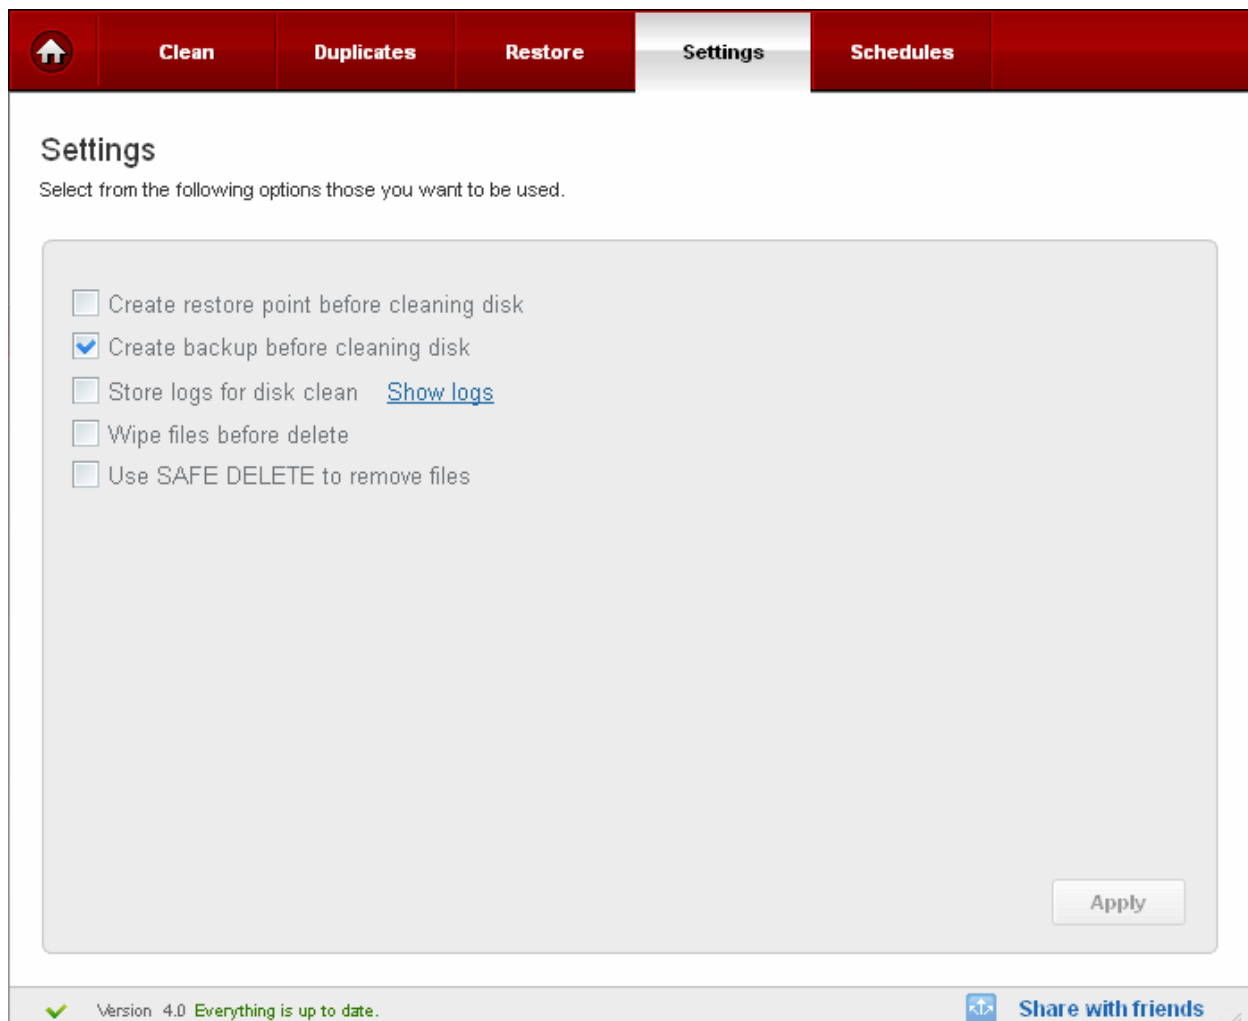 Clean Duplicates Restore Settings Schedules
Settings
Select from the following options those you want to be used.
Create restore point before cleaning disk
Create backup before cleaning disk
Store logs for disk clean Show logs
Wipe files before delete
Use SAFE DELETE to remove files
Apply
Version 4.0 Everything is up to date. Share with friends